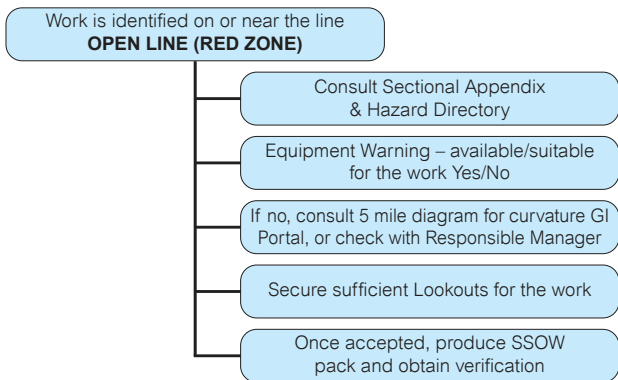 Work is identified on or near the line
OPEN LINE (RED ZONE)
Consult Sectional Appendix
& Hazard Directory
Equipment Warning – available/suitable
for the work Yes/No
If no, consult 5 mile diagram for curvature GI
Portal, or check with Responsible Manager
Secure sufficient Lookouts for the work
Once accepted, produce SSOW
pack and obtain verification